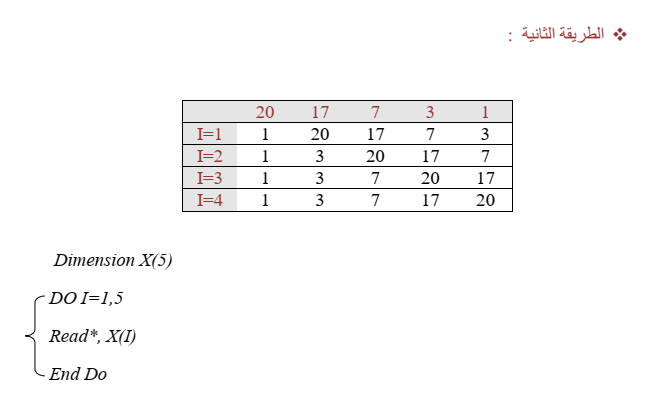 ❖ الطريقة الثانية :
20 17 7 3 1
I=1 1 20 17 7 3
I=2 1 3 20 17 7
I=3 1 3 7 20 17
I=4 1 3 7 17 20
Dimension X(5)
DO I=1,5
Read*, X(I)
End Do